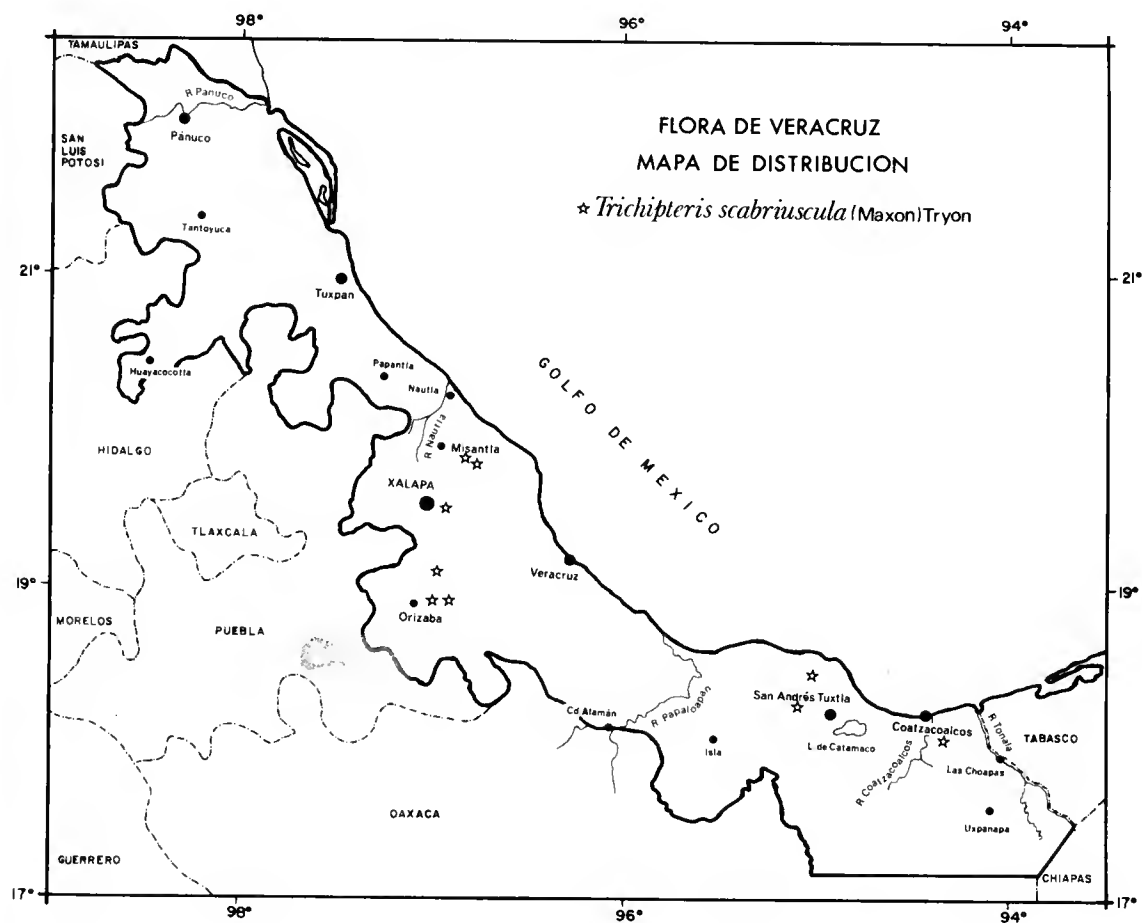 98°
96°
94°
TAMAULIPAS
R Panuco
Pánuco
SAN
LUIS
POTOSI
FLORA DE VERACRUZ
MAPA DE DISTRIBUCION
☆ Trichipteris scabriuscula (Maxon) Tryon
Tantoyuca
21°
21°
Tuxpan
Huayacocotla
Papantla
Nautla
GOLFO DE MEXICO
R Nautla
Misantla
HIDALGO
XALAPA
TLAXCALA
Veracruz
19°
19°
MORELOS
PUEBLA
Orizaba
San Andrés Tuxtla
Cd Alamán
R Papaloapan
Coatzacoalcos
R Tonala
TABASCO
Isla
L. de Catamaco
R Coatzacoalcos
Las Choapas
OAXACA
Uxpanapa
GUERRERO
CHIAPAS
17°
17°
98°
96°
94°